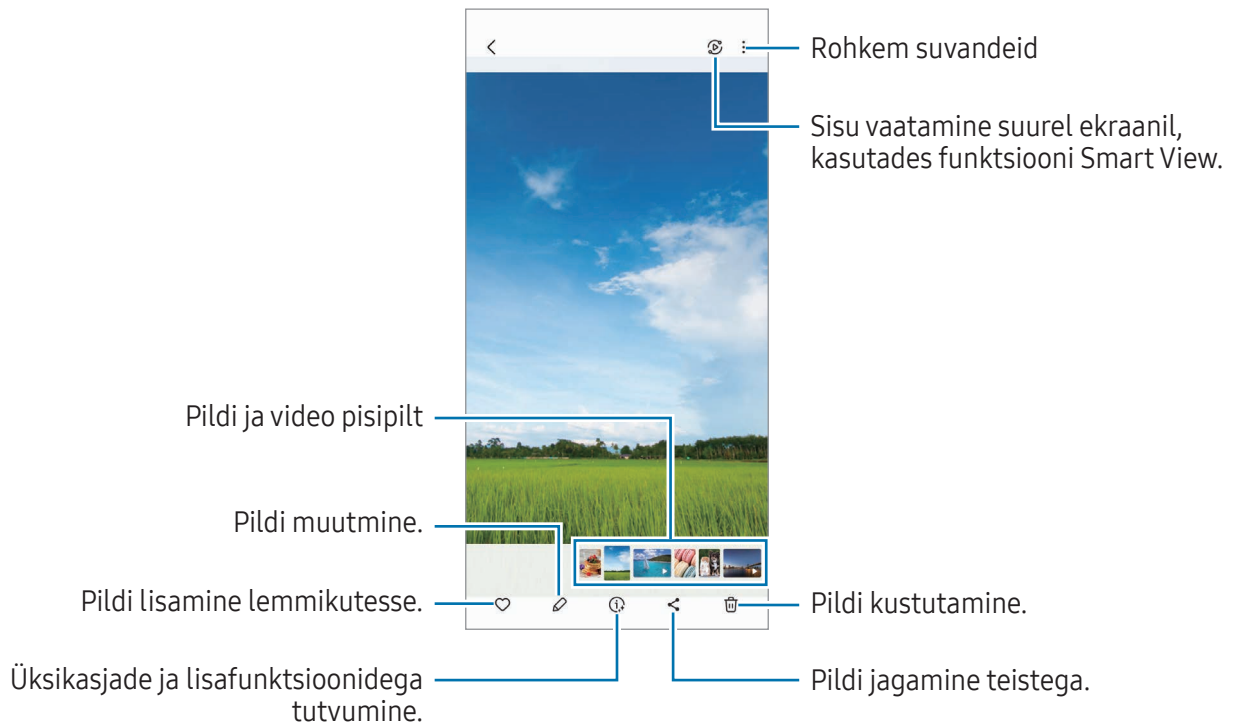 Rohkem suvandeid
Sisu vaatamine suurel ekraanil,
kasutades funktsiooni Smart View.
Pildi ja video pisipilt
Pildi muutmine.
Pildi lisamine lemmikutesse.
Pildi kustutamine.
Üksikasjade ja lisafunktsioonidega
tutvumine.
Pildi jagamine teistega.